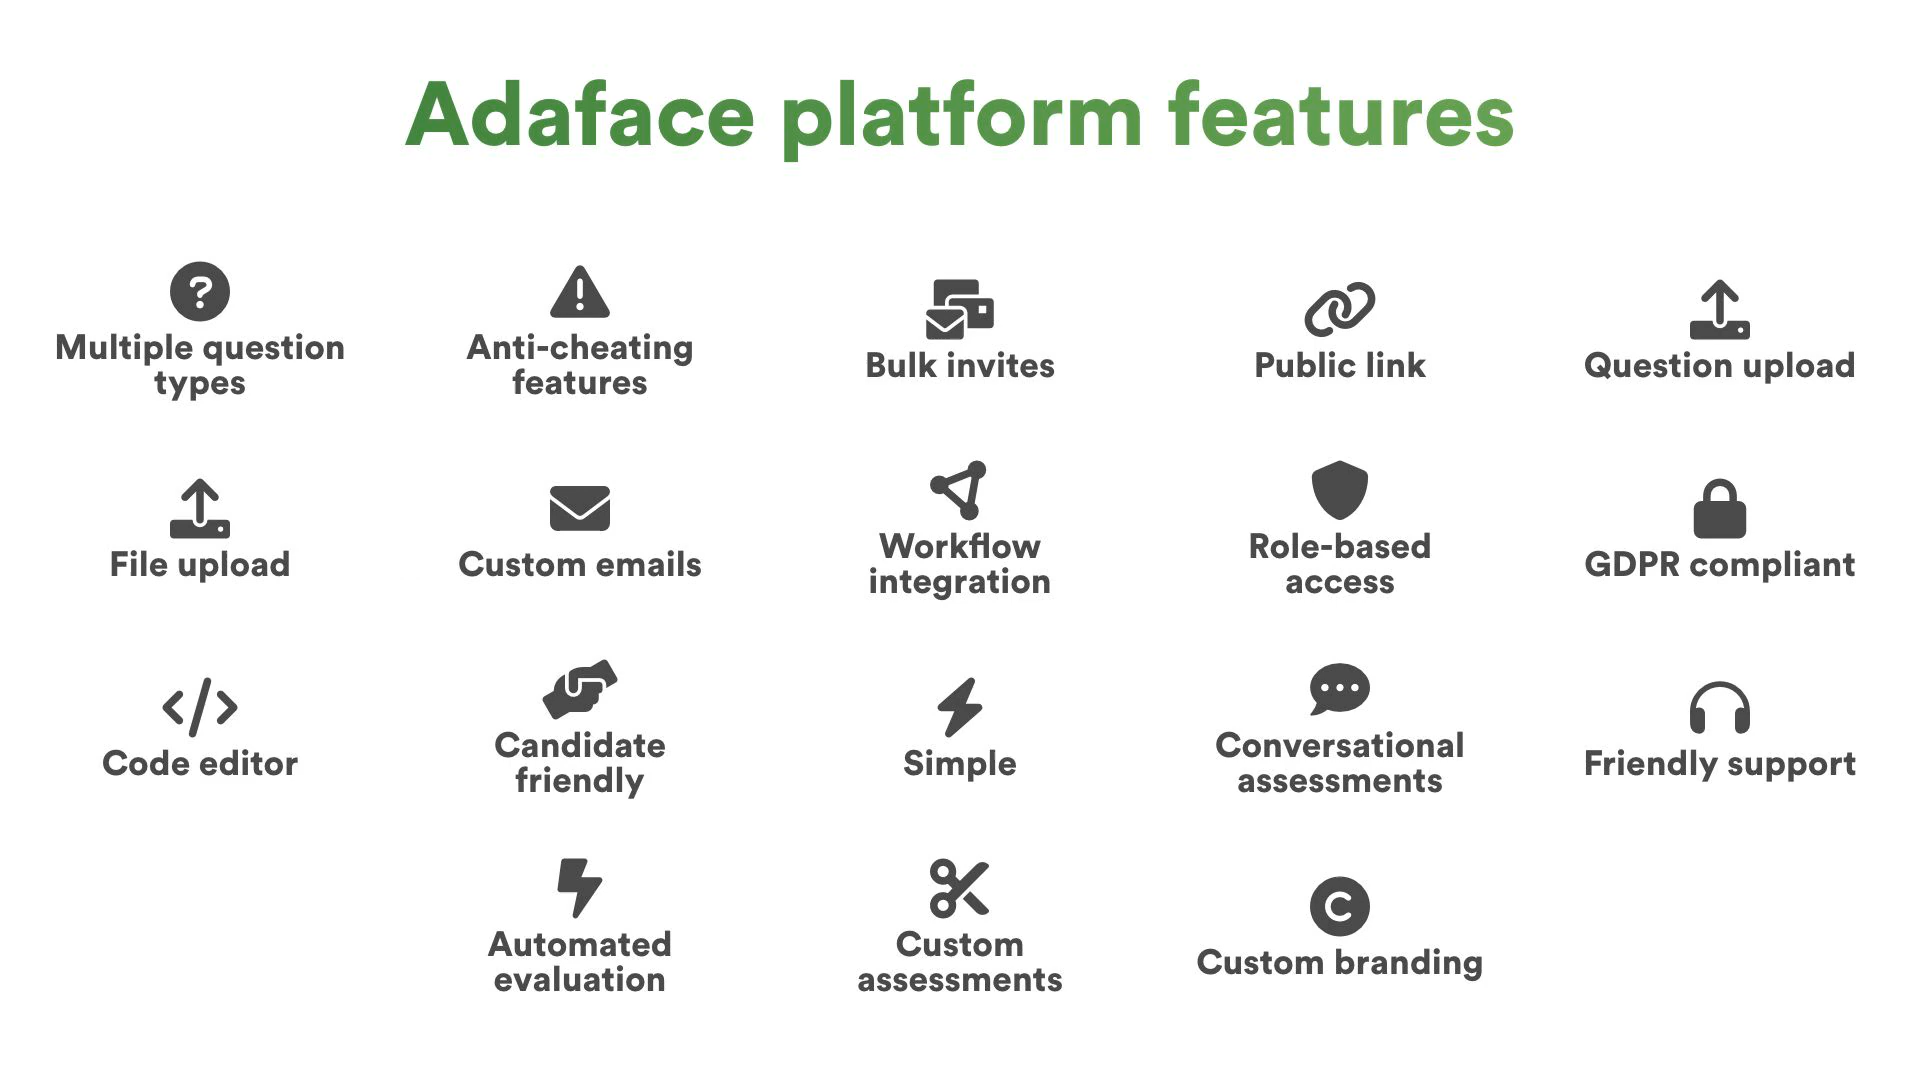 Adaface platform features
Multiple question
types
Anti-cheating
features
Bulk invites
Public link
Question upload
File upload
Custom emails
Workflow
integration
Role-based
access
GDPR compliant
Code editor
Candidate
friendly
Simple
Conversational
assessments
Friendly support
Automated
evaluation
Custom
assessments
Custom branding